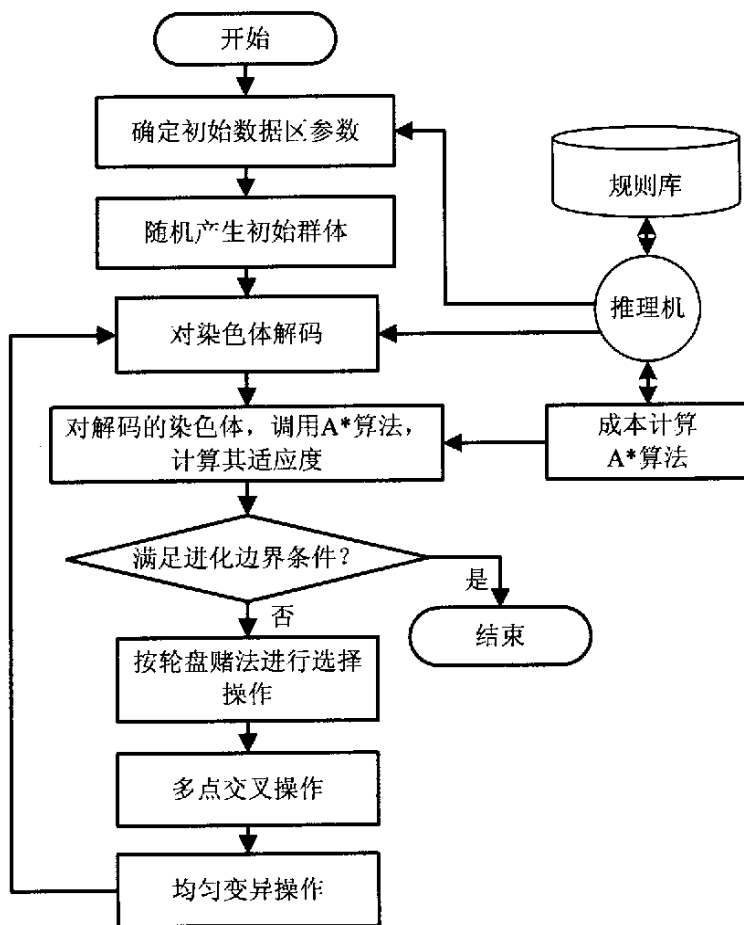 开始
确定初始数据区参数
规则库
随机产生初始群体
推理机
对染色体解码
对解码的染色体，调用A*算法，
计算其适应度
成本计算
A*算法
满足进化边界条件？
是
否
结束
按轮盘赌法进行选择
操作
多点交叉操作
均匀变异操作